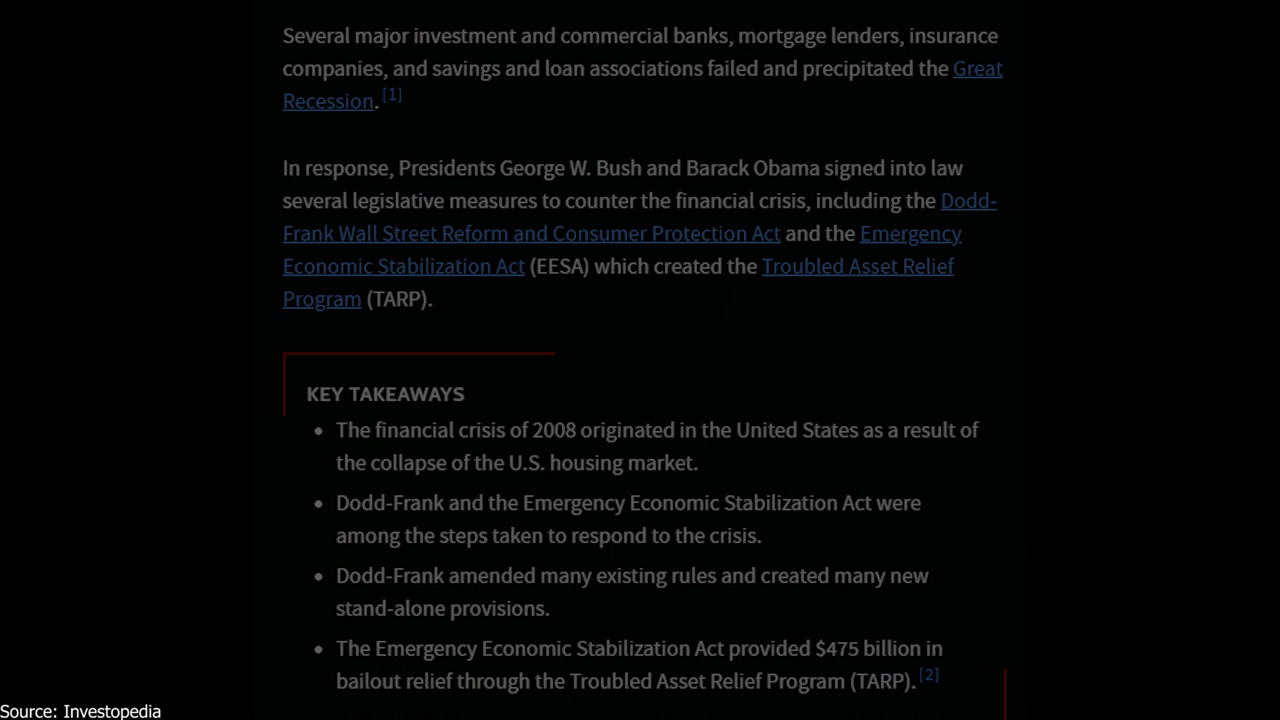 Several major investment and commercial banks, mortgage lenders, insurance
companies, and savings and loan associations failed and precipitated the Great
Recession.[1]
In response, Presidents George W. Bush and Barack Obama signed into law
several legislative measures to counter the financial crisis, including the Dodd-
Frank Wall Street Reform and Consumer Protection Act and the Emergency
Economic Stabilization Act (EESA) which created the Troubled Asset Relief
Program (TARP).
KEY TAKEAWAYS
• The financial crisis of 2008 originated in the United States as a result of
the collapse of the U.S. housing market.
• Dodd-Frank and the Emergency Economic Stabilization Act were
among the steps taken to respond to the crisis.
• Dodd-Frank amended many existing rules and created many new
stand-alone provisions.
• The Emergency Economic Stabilization Act provided $475 billion in
bailout relief through the Troubled Asset Relief Program (TARP).[2]
Source: Investopedia